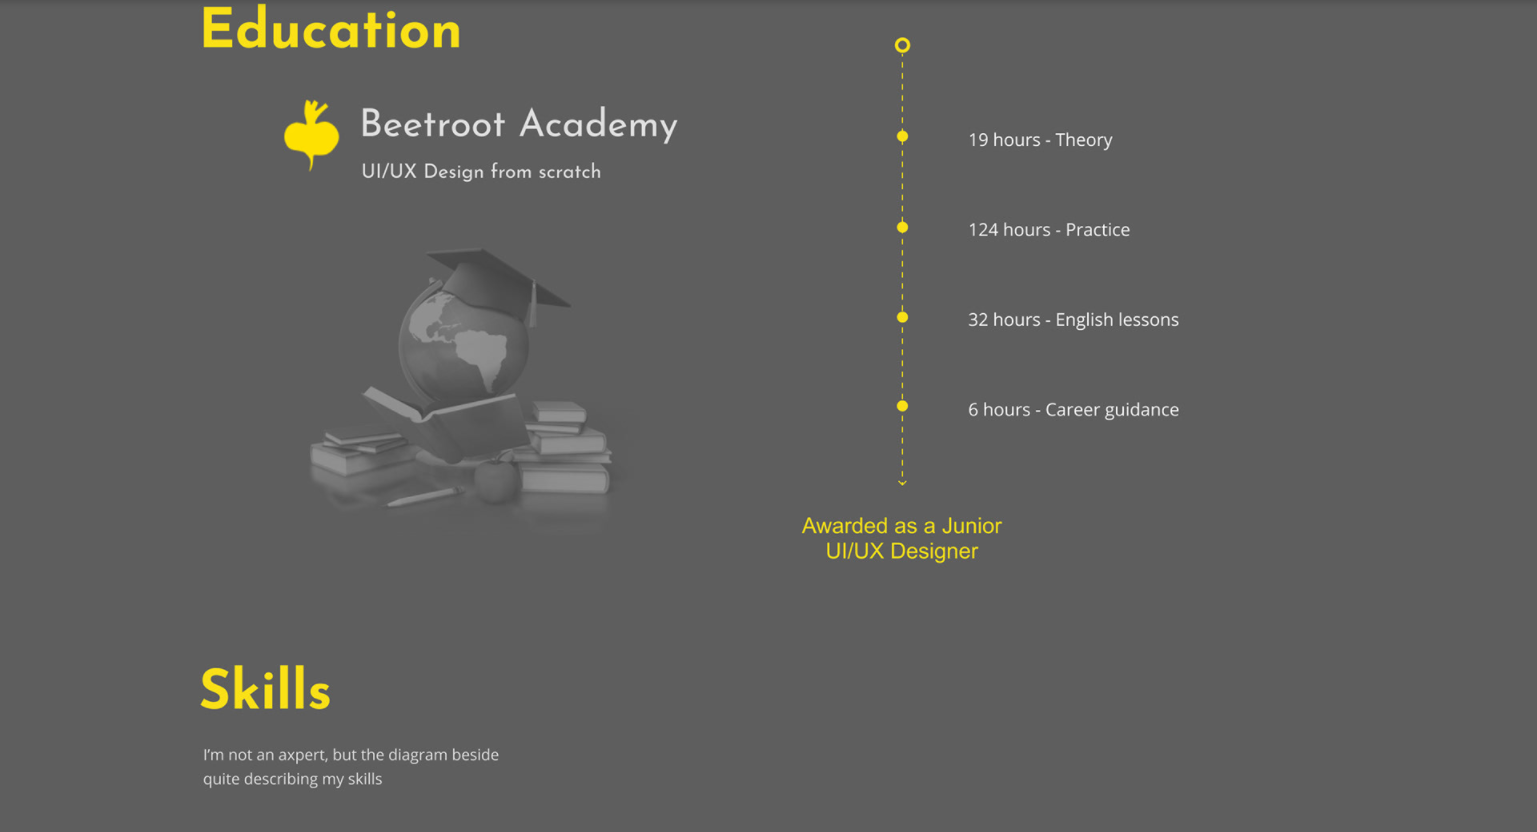 Education
Beetroot Academy
UI/UX Design from scratch
19 hours - Theory
124 hours - Practice
32 hours - English lessons
6 hours - Career guidance
Awarded as a Junior
UI/UX Designer
Skills
I'm not an axpert, but the diagram beside
quite describing my skills